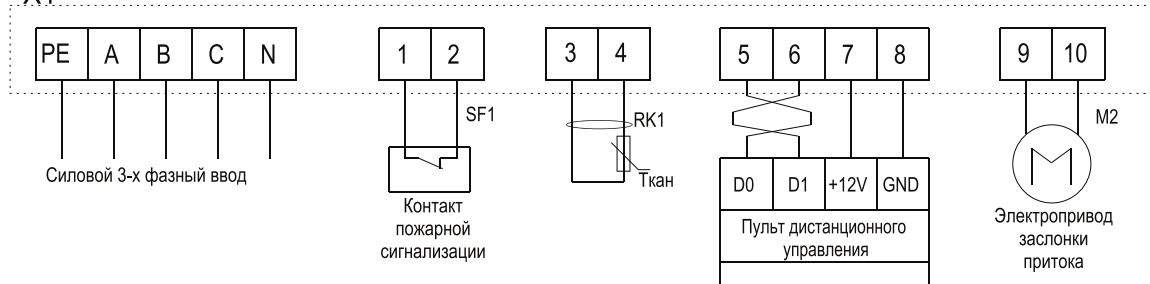 PE A B C N 1 2 3 4 5 6 7 8 9 10
SF1
RK1
M2
Силовой 3-х фазный ввод
Ткан
D0 D1 +12V GND
Контакт
пожарной
сигнализации
Пульт дистанционного
управления
M
Электропривод
заслонки
притока